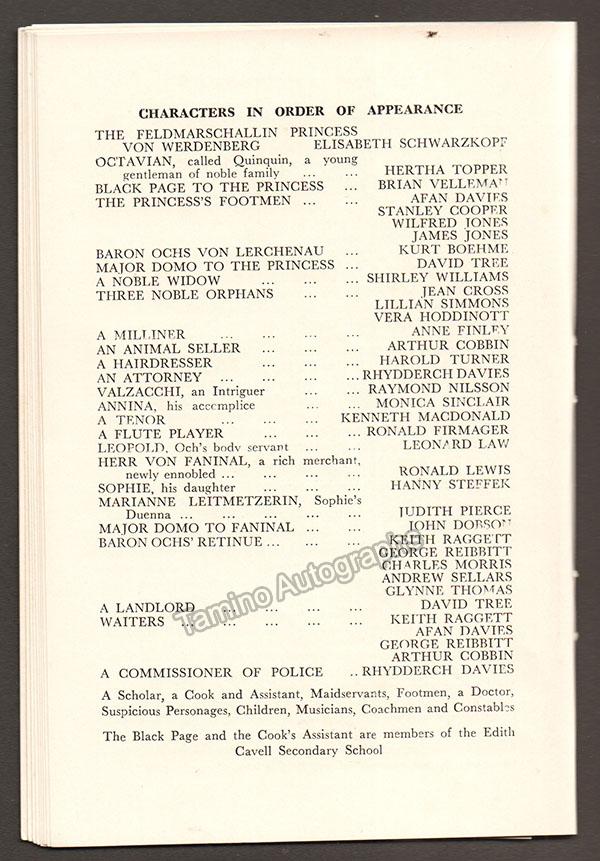 CHARACTERS IN ORDER OF APPEARANCE
THE FELDMARSCHALLIN PRINCESS
VON WERDENBERG ELISABETH SCHWARZKOPF
OCTAVIAN, called Quinquin, a young
gentleman of noble family ... ... HERTHA TOPPER
BLACK PAGE TO THE PRINCESS ... BRIAN VELLEMAN
THE PRINCESS'S FOOTMEN ... ... AFAN DAVIES
STANLEY COOPER
WILFRED JONES
JAMES JONES
BARON OCHS VON LERCHENAU ... KURT BOEHME
MAJOR DOMO TO THE PRINCESS ... DAVID TREE
A NOBLE WIDOW ... ... ... SHIRLEY WILLIAMS
THREE NOBLE ORPHANS ... ... JEAN CROSS
LILLIAN SIMMONS
VERA HODDINOTT
A MILLINER ... ... ... ... ANNE FINLEY
AN ANIMAL SELLER ... ... ... ARTHUR COBBIN
A HAIRDRESSER ... ... ... HAROLD TURNER
AN ATTORNEY ... ... ... ... RHYDDERCH DAVIES
VALZACCHI, an Intriguer ... ... RAYMOND NILSSON
ANNINA, his accomplice ... ... MONICA SINCLAIR
A TENOR ... ... ... KENNETH MACDONALD
A FLUTE PLAYER ... ... ... RONALD FIRMAGER
LEOPOLD, Och's body servant ... ... LEONARD LAW
HERR VON FANINAL, a rich merchant,
newly ennobled ... ... ... ... RONALD LEWIS
SOPHIE, his daughter ... ... ... HANNY STEFFEK
MARIANNE LEITMETZERIN, Sophie's
Duenna ... ... ... ... ... JUDITH PIERCE
MAJOR DOMO TO FANINAL ... ... JOHN DOBSON
BARON OCHS' RETINUE ... ... ... KEITH RAGGETT
GEORGE REIBBITT
CHARLES MORRIS
ANDREW SELLARS
GLYNNE THOMAS
A LANDLORD ... ... ... ... DAVID TREE
WAITERS ... ... ... ... ... KEITH RAGGETT
AFAN DAVIES
GEORGE REIBBITT
ARTHUR COBBIN
A COMMISSIONER OF POLICE .. RHYDDERCH DAVIES
A Scholar, a Cook and Assistant, Maidservants, Footmen, a Doctor,
Suspicious Personages, Children, Musicians, Coachmen and Constables
The Black Page and the Cook's Assistant are members of the Edith
Cavell Secondary School
Tamino Autographs